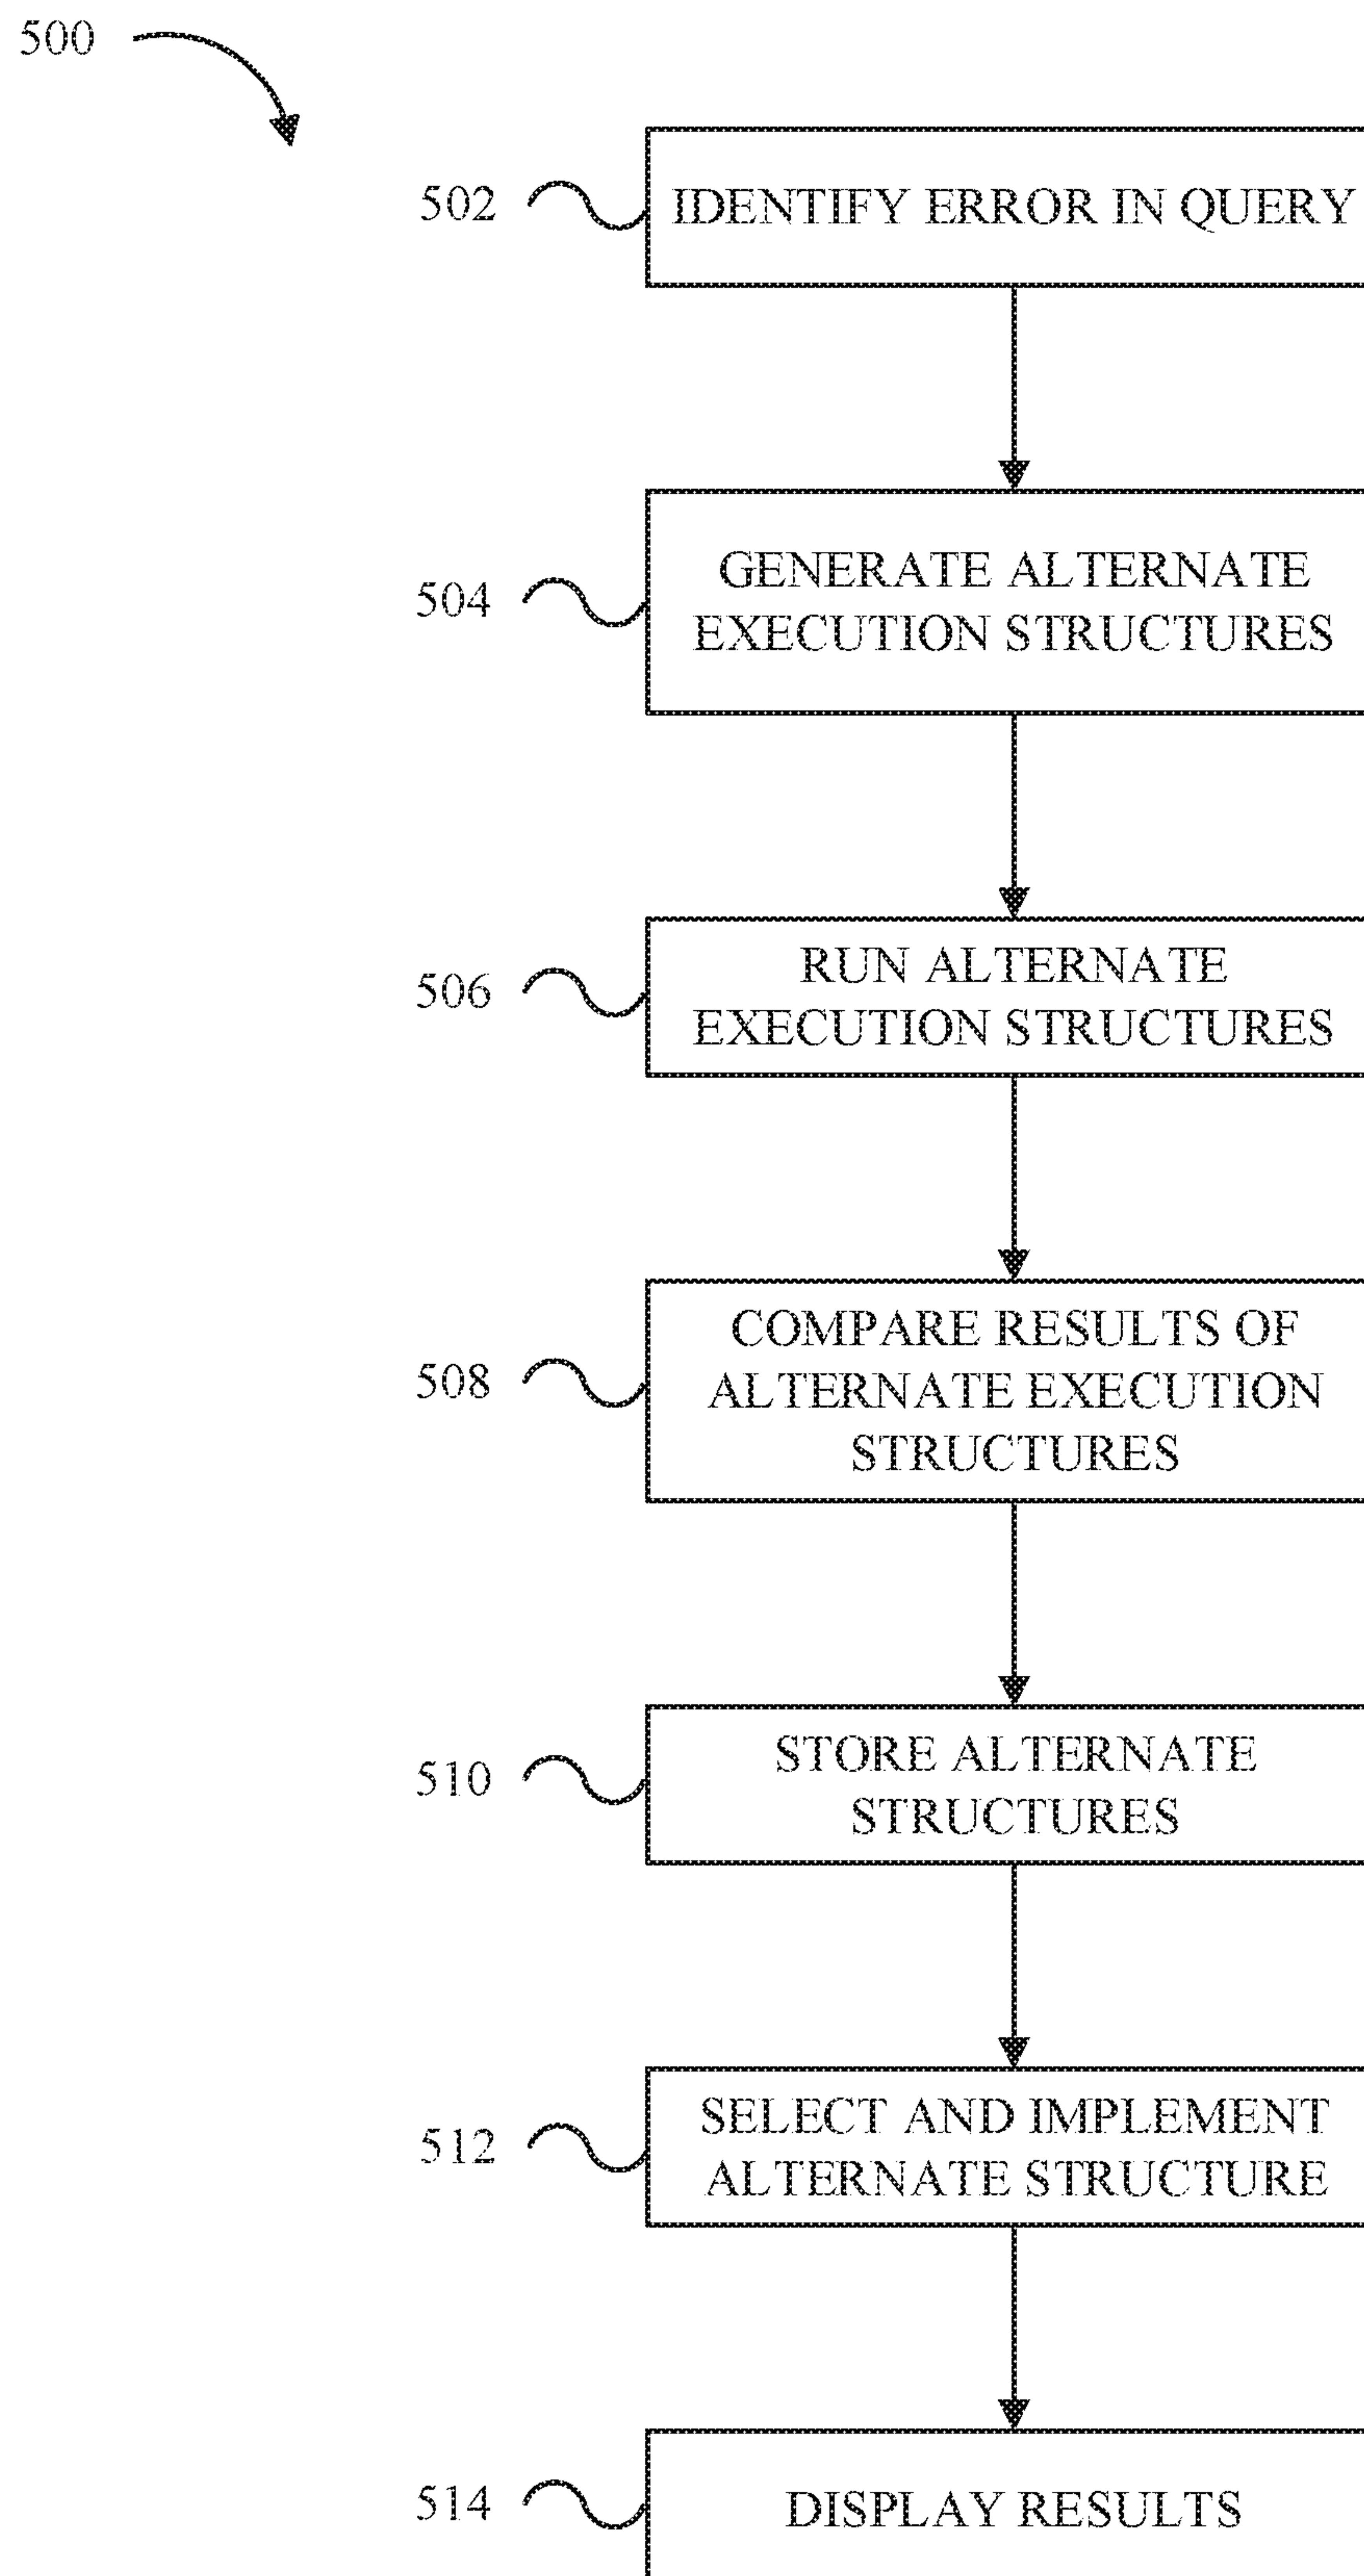 500
502
IDENTIFY ERROR IN QUERY
504
GENERATE ALTERNATE
EXECUTION STRUCTURES
506
RUN ALTERNATE
EXECUTION STRUCTURES
508
COMPARE RESULTS OF
ALTERNATE EXECUTION
STRUCTURES
510
STORE ALTERNATE
STRUCTURES
512
SELECT AND IMPLEMENT
ALTERNATE STRUCTURE
514
DISPLAY RESULTS